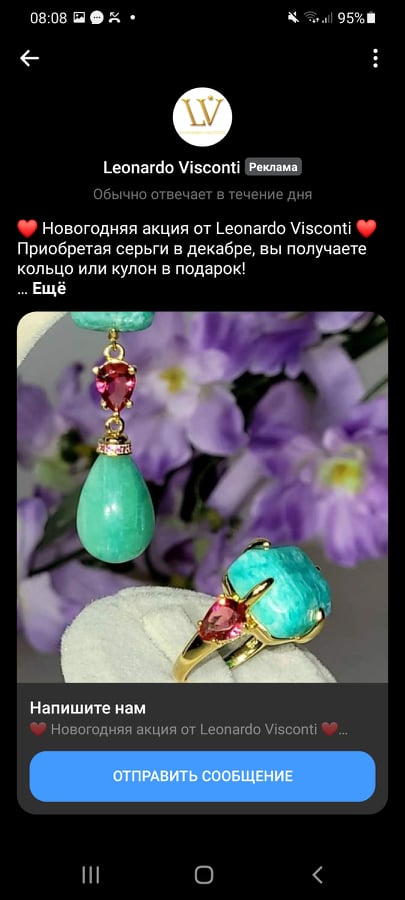 08:08
95%
LV
Leonardo Visconti Реклама
Обычно отвечает в течение дня
❤️ Новогодняя акция от Leonardo Visconti ❤️
Приобретая серьги в декабре, вы получаете
кольцо или кулон в подарок!
... Ещё
Напишите нам
❤️ Новогодняя акция от Leonardo Visconti ❤️...
ОТПРАВИТЬ СООБЩЕНИЕ